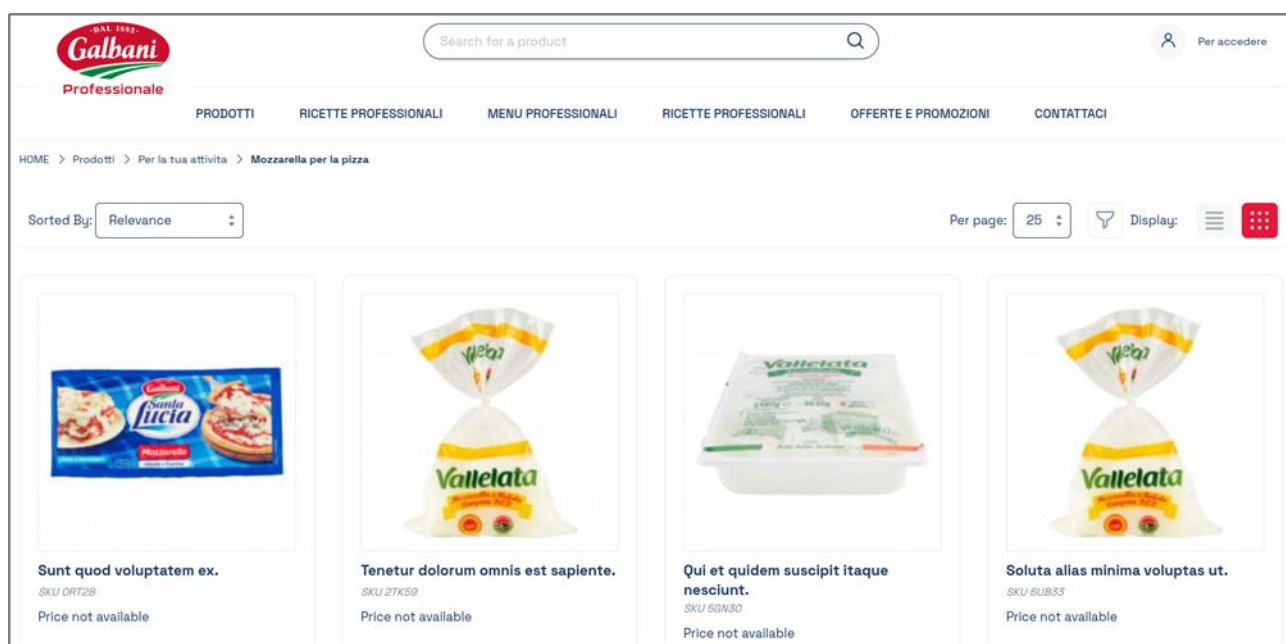 ·DAL 1882·
Galbani
Professionale
Search for a product
Per accedere
PRODOTTI RICETTE PROFESSIONALI MENU PROFESSIONALI RICETTE PROFESSIONALI OFFERTE E PROMOZIONI CONTATTACI
HOME > Prodotti > Per la tua attivita > Mozzarella per la pizza
Sorted By: Relevance Per page: 25 Display:
Galbani
Santa
Lucia
Mozzarella
Vallelata
Vallelata
Vallelata
Sunt quod voluptatem ex. Tenetur dolorum omnis est sapiente. Qui et quidem suscipit itaque Soluta alias minima voluptas ut.
nesciunt.
SKU 0RT28 SKU 2TK59 SKU 5GN30 SKU 6UB33
Price not available Price not available Price not available Price not available